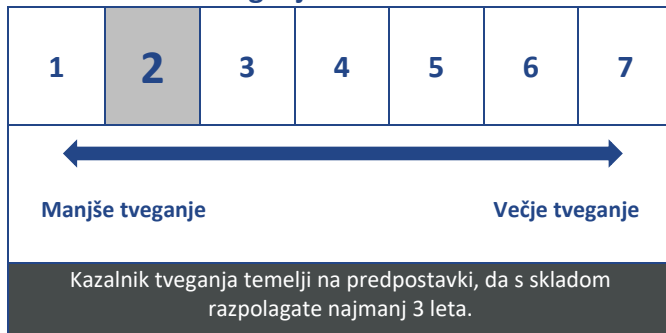 1 2 3 4 5 6 7
Manjše tveganje Večje tveganje
Kazalnik tveganja temelji na predpostavki, da s skladom
razpolagate najmanj 3 leta.